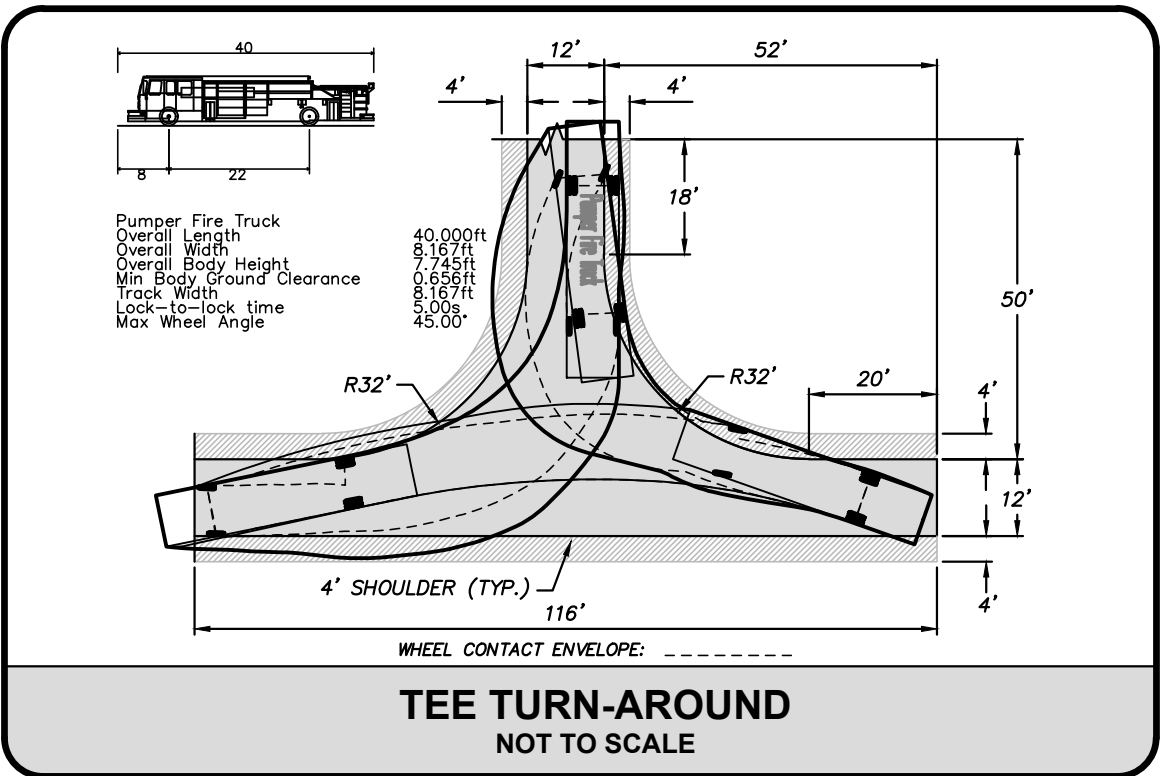 40
8
22
Pumper Fire Truck
Overall Length 40.000ft
Overall Width 8.167ft
Overall Body Height 7.745ft
Min Body Ground Clearance 0.656ft
Track Width 8.167ft
Lock-to-lock time 5.00s
Max Wheel Angle 45.00°
12'
52'
4'
4'
18'
Pumper Fire Truck
50'
R32'
R32'
20'
4'
12'
4' SHOULDER (TYP.)
4'
116'
WHEEL CONTACT ENVELOPE: _ _ _ _ _ _ _ _
TEE TURN-AROUND
NOT TO SCALE